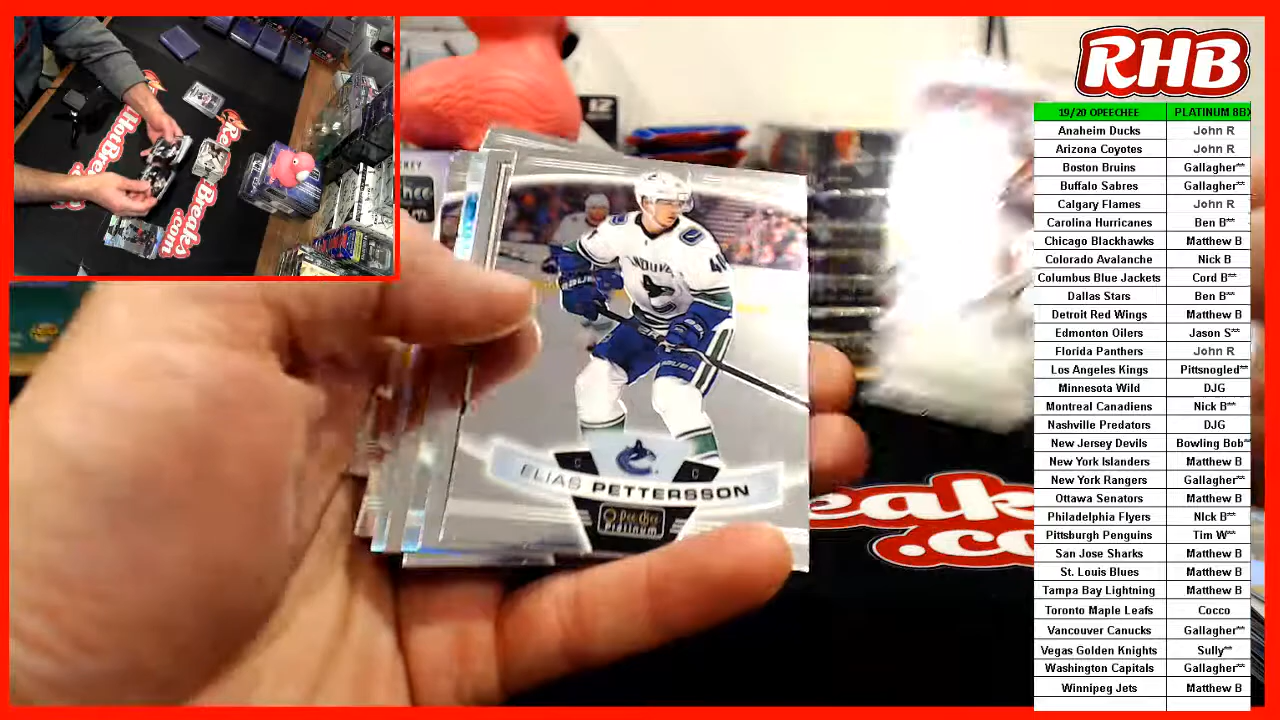 RHB
19/20 OPEECHEE PLATINUM 8BX
Anaheim Ducks John R
Arizona Coyotes John R
Boston Bruins Gallagher**
Buffalo Sabres Gallagher**
Calgary Flames John R
Carolina Hurricanes Ben B**
Chicago Blackhawks Matthew B
Colorado Avalanche Nick B
Columbus Blue Jackets Cord B**
Dallas Stars Ben B**
Detroit Red Wings Matthew B
Edmonton Oilers Jason S**
Florida Panthers John R
Los Angeles Kings Pittsnogled**
Minnesota Wild DJG
Montreal Canadiens Nick B**
Nashville Predators DJG
New Jersey Devils Bowling Bob**
New York Islanders Matthew B
New York Rangers Gallagher**
Ottawa Senators Matthew B
Philadelphia Flyers NIck B**
Pittsburgh Penguins Tim W**
San Jose Sharks Matthew B
St. Louis Blues Matthew B
Tampa Bay Lightning Matthew B
Toronto Maple Leafs Cocco
Vancouver Canucks Gallagher**
Vegas Golden Knights Sully**
Washington Capitals Gallagher**
Winnipeg Jets Matthew B
12
40
C C
ELIAS PETTERSSON
O Pee Chee
Platinum
HotBreaks
.com